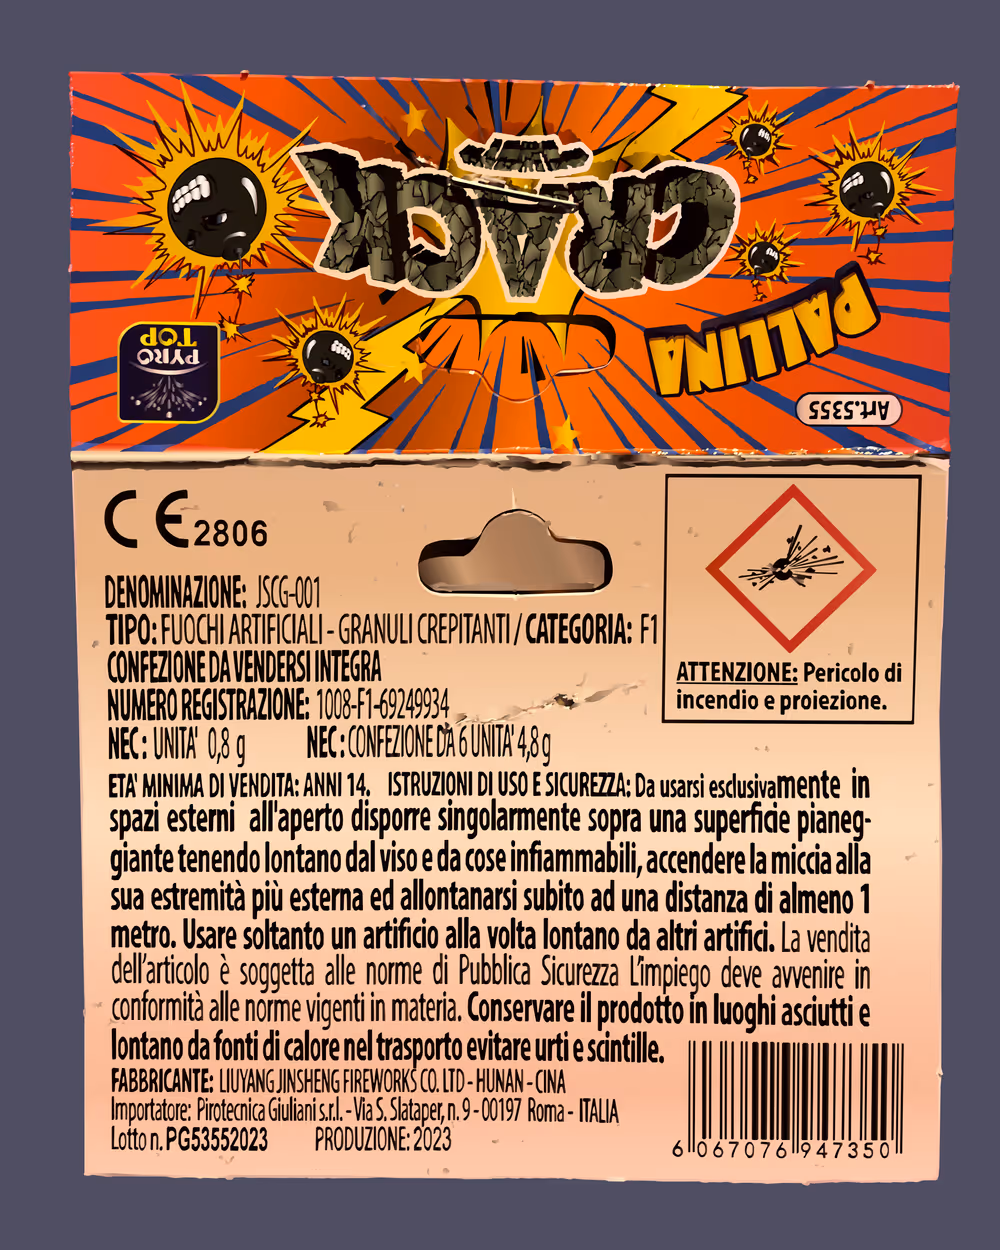 CRACK
PALLINA
PYRO
TOP
Art.5355
CE 2806
DENOMINAZIONE: JSCG-001
TIPO: FUOCHI ARTIFICIALI - GRANULI CREPITANTI / CATEGORIA: F1
CONFEZIONE DA VENDERSI INTEGRA
NUMERO REGISTRAZIONE: 1008-F1-69249934
NEC: UNITA' 0,8 g NEC: CONFEZIONE DA 6 UNITA' 4,8 g
ATTENZIONE: Pericolo di
incendio e proiezione.
ETA' MINIMA DI VENDITA: ANNI 14. ISTRUZIONI DI USO E SICUREZZA: Da usarsi esclusivamente in
spazi esterni all'aperto disporre singolarmente sopra una superficie pianeg-
giante tenendo lontano dal viso e da cose infiammabili, accendere la miccia alla
sua estremità più esterna ed allontanarsi subito ad una distanza di almeno 1
metro. Usare soltanto un artificio alla volta lontano da altri artifici. La vendita
dell'articolo è soggetta alle norme di Pubblica Sicurezza L'impiego deve avvenire in
conformità alle norme vigenti in materia. Conservare il prodotto in luoghi asciutti e
lontano da fonti di calore nel trasporto evitare urti e scintille.
FABBRICANTE: LIUYANG JINSHENG FIREWORKS CO. LTD - HUNAN - CINA
Importatore: Pirotecnica Giuliani s.r.l. - Via S. Slataper, n. 9 - 00197 Roma - ITALIA
Lotto n. PG53552023 PRODUZIONE: 2023
6 067076 947350